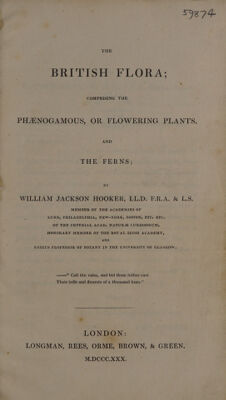 59874
THE
BRITISH FLORA;
COMPRISING THE
PHÆNOGAMOUS, OR FLOWERING PLANTS,
AND
THE FERNS;
BY
WILLIAM JACKSON HOOKER, LL.D. F.R.A. & L.S.
MEMBER OF THE ACADEMIES OF
LUND, PHILADELPHIA, NEW-YORK, BOSTON, ETC. ETC.
OF THE IMPERIAL ACAD. NATURÆ CURIOSORUM,
HONORARY MEMBER OF THE ROYAL IRISH ACADEMY,
AND
REGIUS PROFESSOR OF BOTANY IN THE UNIVERSITY OF GLASGOW;
——“ Call the vales, and bid them hither cast
Their bells and flowrets of a thousand hues.”
LONDON:
LONGMAN, REES, ORME, BROWN, & GREEN.
M.DCCC.XXX.